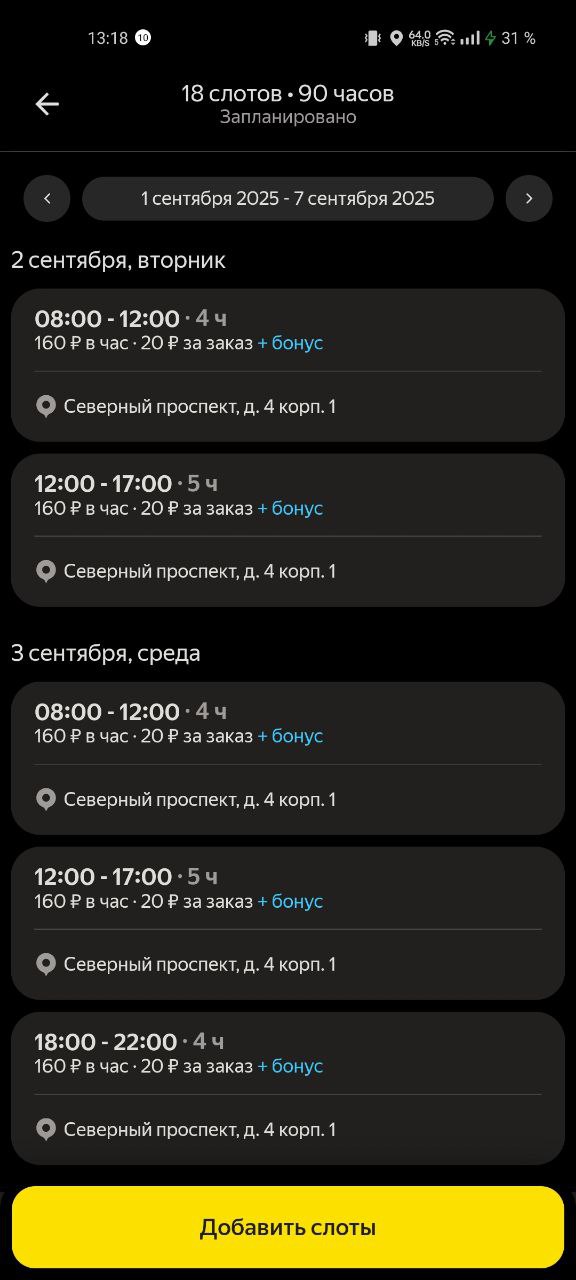 13:18 10 64,0 KB/S 5 31 %
18 слотов • 90 часов
Запланировано
1 сентября 2025 - 7 сентября 2025
2 сентября, вторник
08:00 - 12:00 · 4 ч
160 ₽ в час · 20 ₽ за заказ + бонус
Северный проспект, д. 4 корп. 1
12:00 - 17:00 · 5 ч
160 ₽ в час · 20 ₽ за заказ + бонус
Северный проспект, д. 4 корп. 1
3 сентября, среда
08:00 - 12:00 · 4 ч
160 ₽ в час · 20 ₽ за заказ + бонус
Северный проспект, д. 4 корп. 1
12:00 - 17:00 · 5 ч
160 ₽ в час · 20 ₽ за заказ + бонус
Северный проспект, д. 4 корп. 1
18:00 - 22:00 · 4 ч
160 ₽ в час · 20 ₽ за заказ + бонус
Северный проспект, д. 4 корп. 1
Добавить слоты